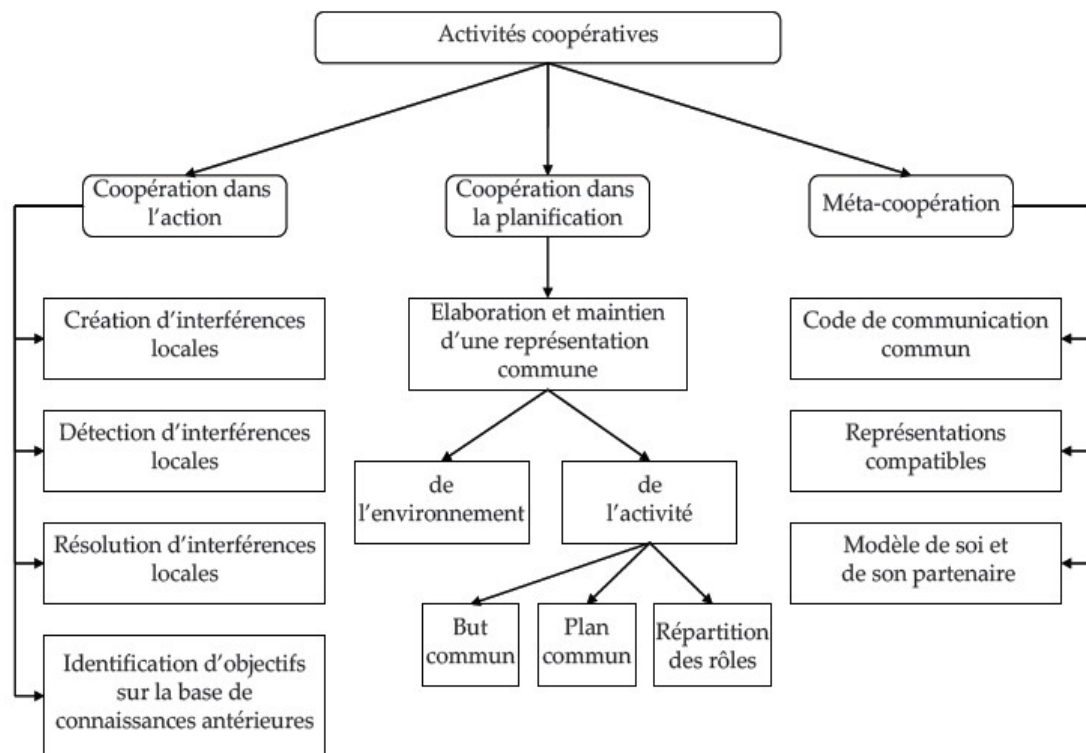 Activités coopératives
Coopération dans
l'action
Coopération dans
la planification
Méta-coopération
Création d'interférences
locales
Détection d'interférences
locales
Résolution d'interférences
locales
Identification d'objectifs
sur la base de
connaissances antérieures
Elaboration et maintien
d'une représentation
commune
de
l'environnement
de
l'activité
But
commun
Plan
commun
Répartition
des rôles
Code de communication
commun
Représentations
compatibles
Modèle de soi et
de son partenaire